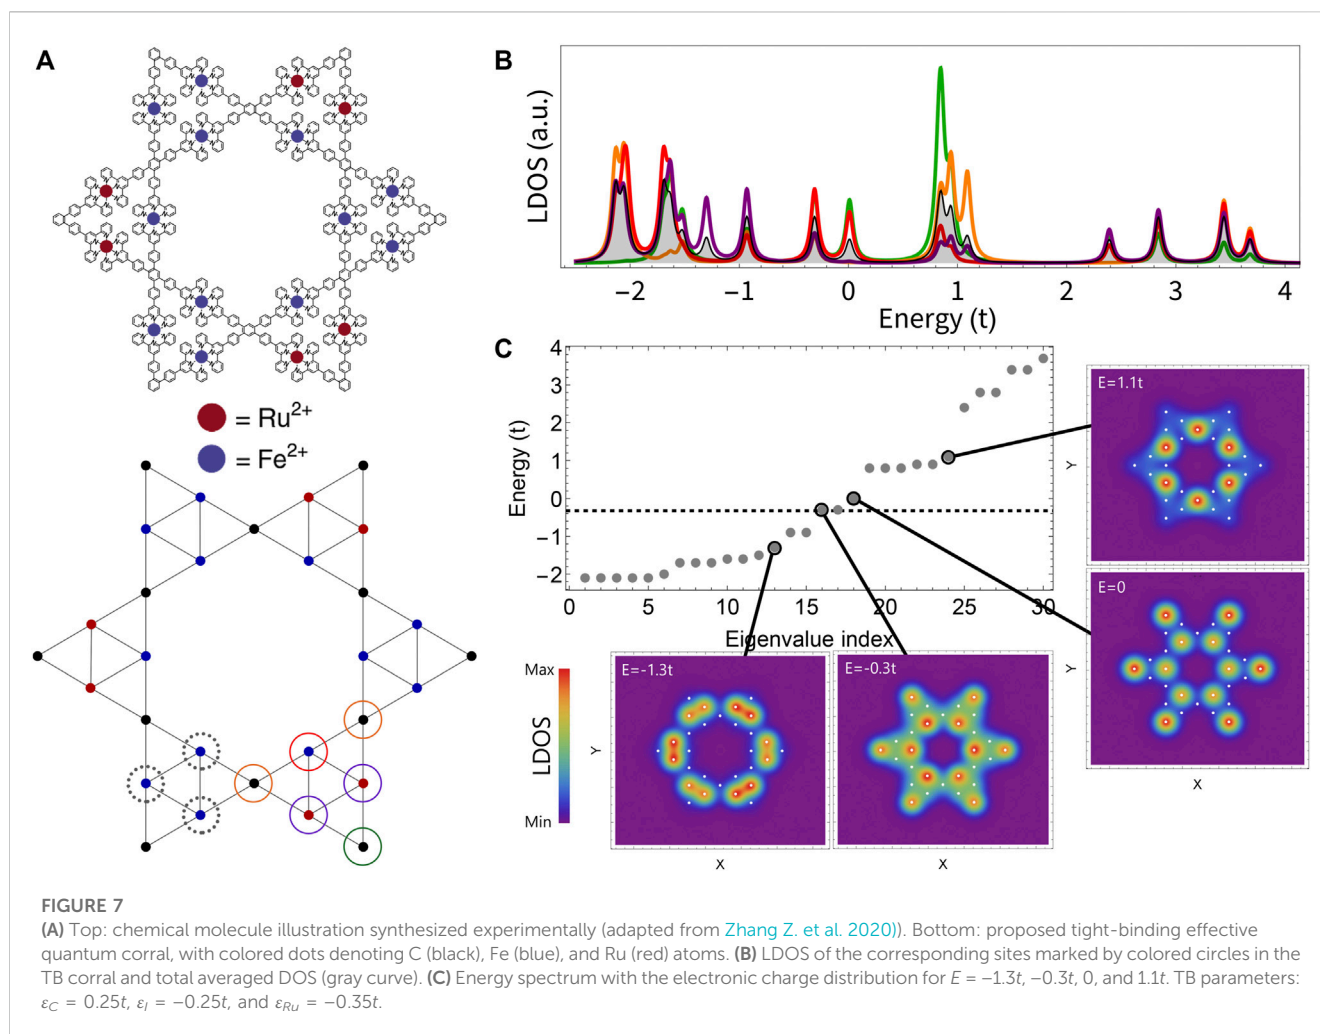 A
= Ru2+
= Fe2+
B
LDOS (a.u.)
−2
−1
0
1
2
3
4
Energy (t)
C
Energy (t)
4
3
2
1
0
−1
−2
0
5
10
15
20
25
30
Eigenvalue index
E=1.1t
Y
E=0
Y
X
LDOS
Max
Min
E=-1.3t
Y
X
E=-0.3t
X
FIGURE 7
(A) Top: chemical molecule illustration synthesized experimentally (adapted from Zhang Z. et al. 2020)). Bottom: proposed tight-binding effective
quantum corral, with colored dots denoting C (black), Fe (blue), and Ru (red) atoms. (B) LDOS of the corresponding sites marked by colored circles in the
TB corral and total averaged DOS (gray curve). (C) Energy spectrum with the electronic charge distribution for E = −1.3t, −0.3t, 0, and 1.1t. TB parameters:
εC = 0.25t, εI = −0.25t, and εRu = −0.35t.